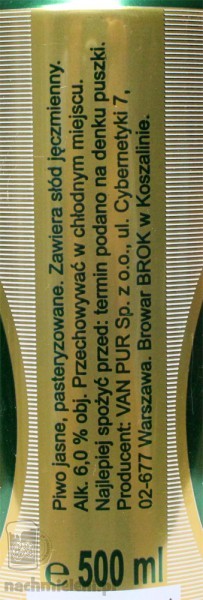 Piwo jasne, pasteryzowane. Zawiera słód jęczmienny.
Alk. 6,0 % obj. Przechowywać w chłodnym miejscu.
Najlepiej spożyć przed: termin podano na denku puszki.
Producent: VAN PUR Sp. z o.o., ul. Cybernetyki 7,
02-677 Warszawa. Browar BROK w Koszalinie.
℮ 500 ml